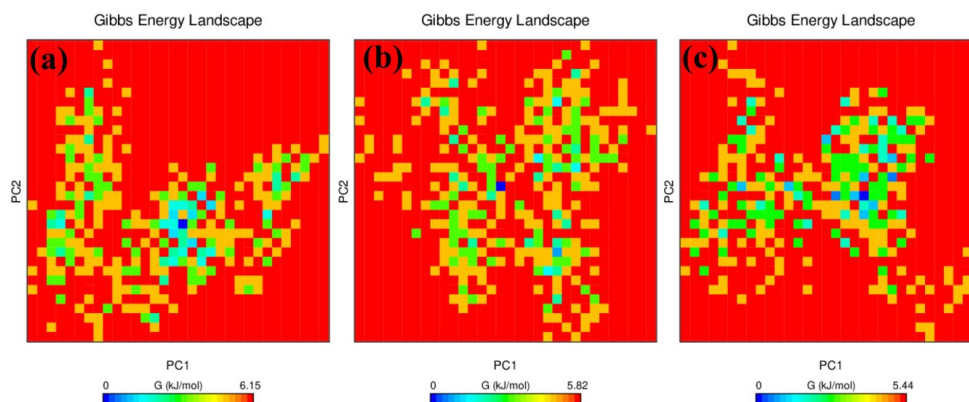 Gibbs Energy Landscape
(a)
PC2
PC1
0 G (kJ/mol) 6.15
Gibbs Energy Landscape
(b)
PC2
PC1
0 G (kJ/mol) 5.82
Gibbs Energy Landscape
(c)
PC2
PC1
0 G (kJ/mol) 5.44